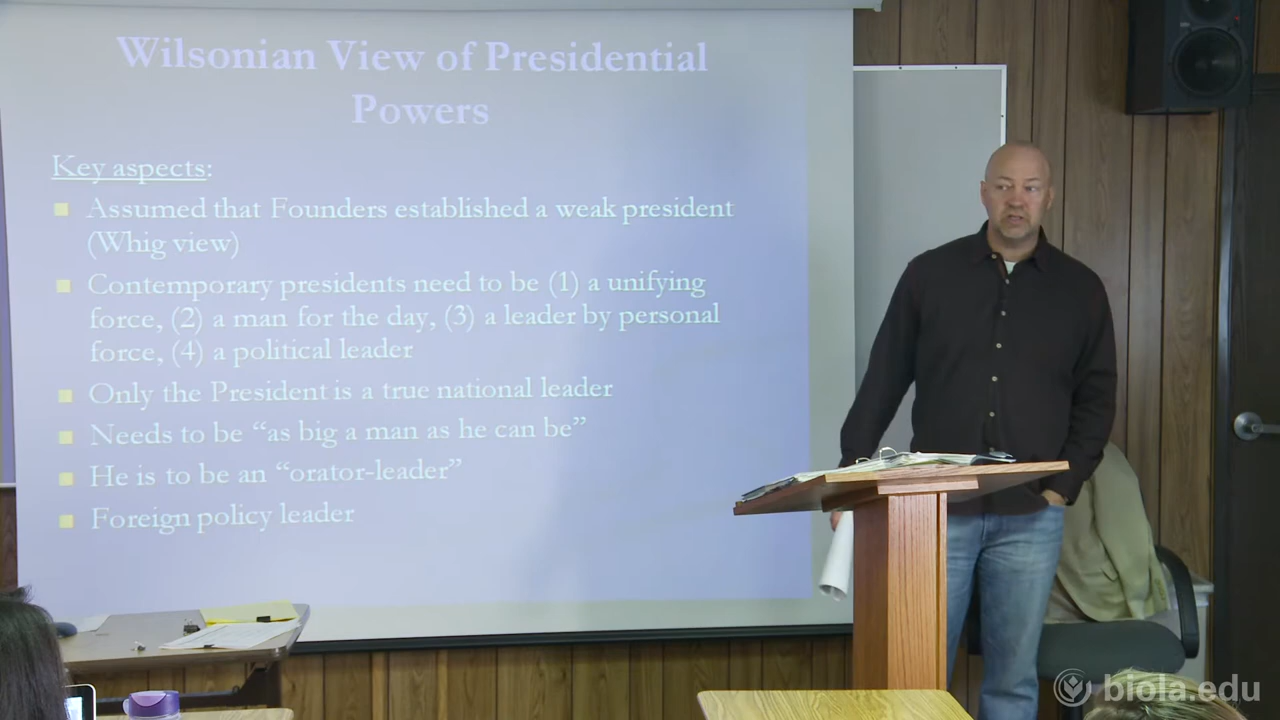 Wilsonian View of Presidential
Powers
Key aspects:
Assumed that Founders established a weak president
(Whig view)
Contemporary presidents need to be (1) a unifying
force, (2) a man for the day, (3) a leader by personal
force, (4) a political leader
Only the President is a true national leader
Needs to be “as big a man as he can be”
He is to be an “orator-leader”
Foreign policy leader
biola.edu